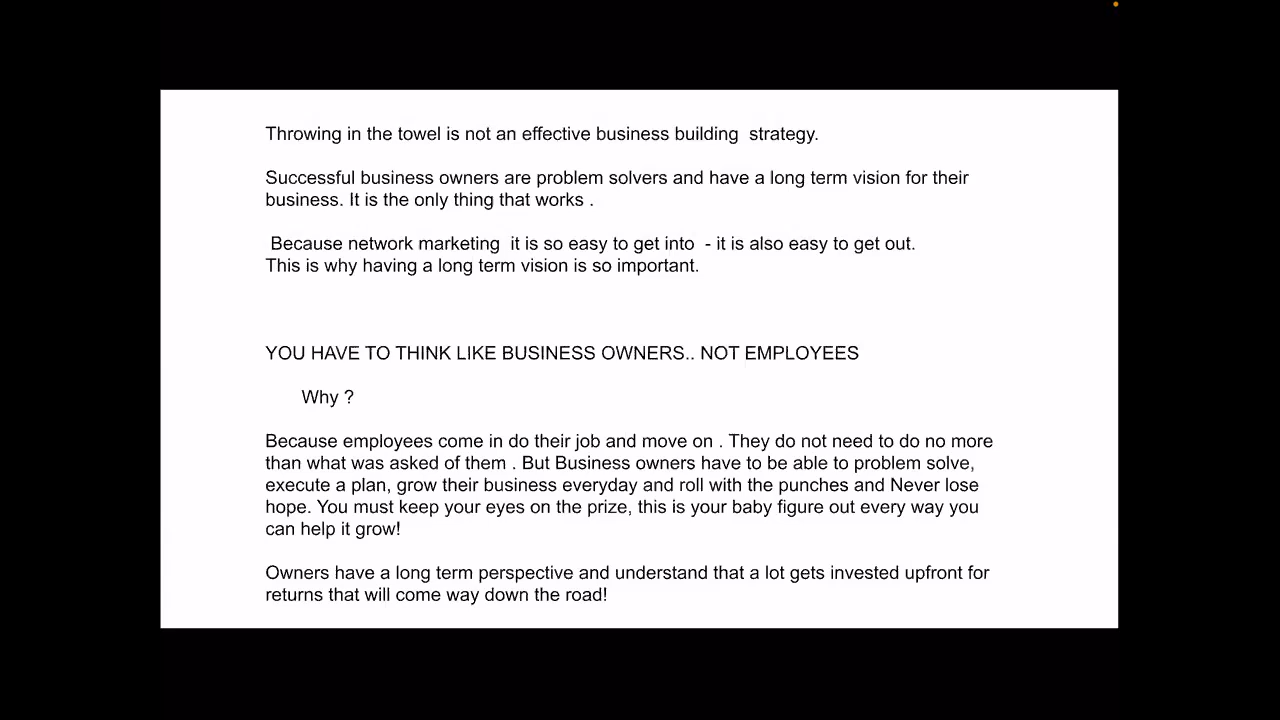 Throwing in the towel is not an effective business building  strategy.
Successful business owners are problem solvers and have a long term vision for their
business. It is the only thing that works .
Because network marketing  it is so easy to get into  - it is also easy to get out.
This is why having a long term vision is so important.
YOU HAVE TO THINK LIKE BUSINESS OWNERS.. NOT EMPLOYEES
Why ?
Because employees come in do their job and move on . They do not need to do no more
than what was asked of them . But Business owners have to be able to problem solve,
execute a plan, grow their business everyday and roll with the punches and Never lose
hope. You must keep your eyes on the prize, this is your baby figure out every way you
can help it grow!
Owners have a long term perspective and understand that a lot gets invested upfront for
returns that will come way down the road!